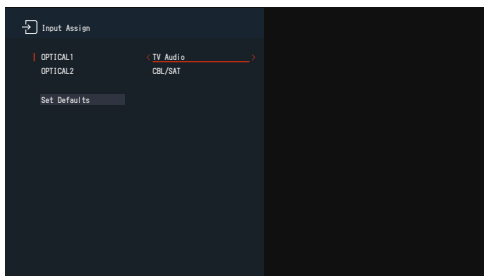 Input Assign
OPTICAL1 TV Audio
OPTICAL2 CBL/SAT
Set Defaults